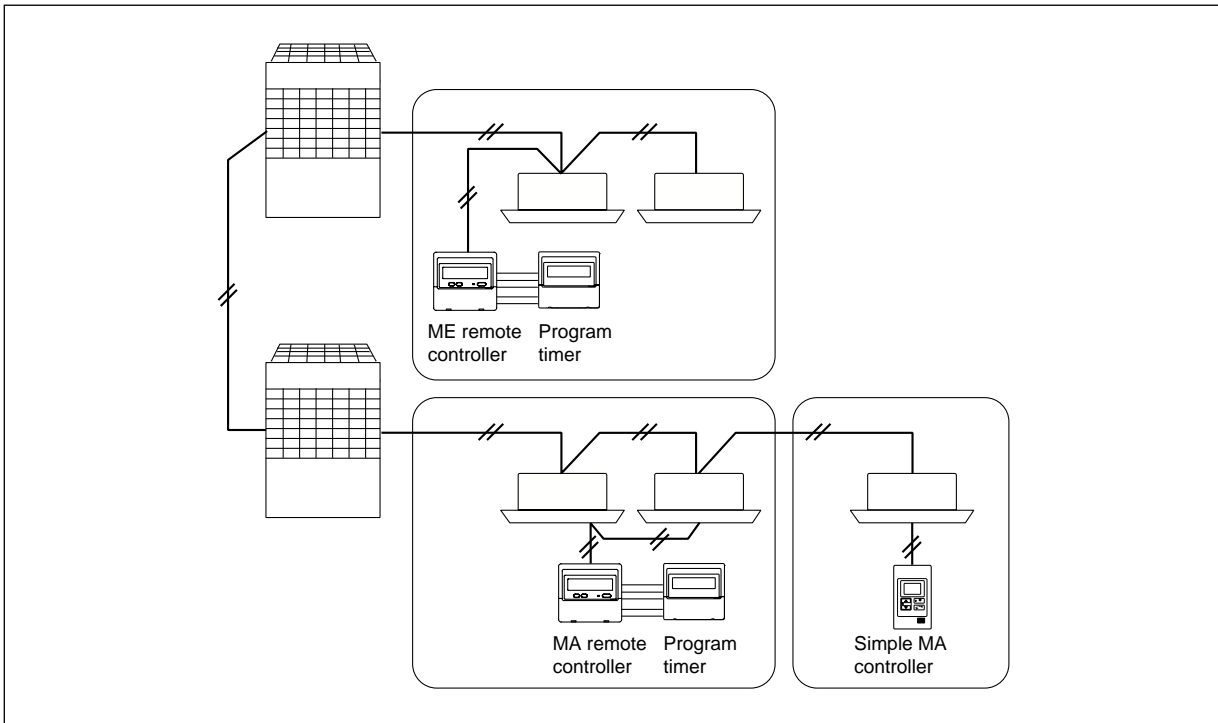 ME remote
controller
Program
timer
MA remote
controller
Program
timer
Simple MA
controller